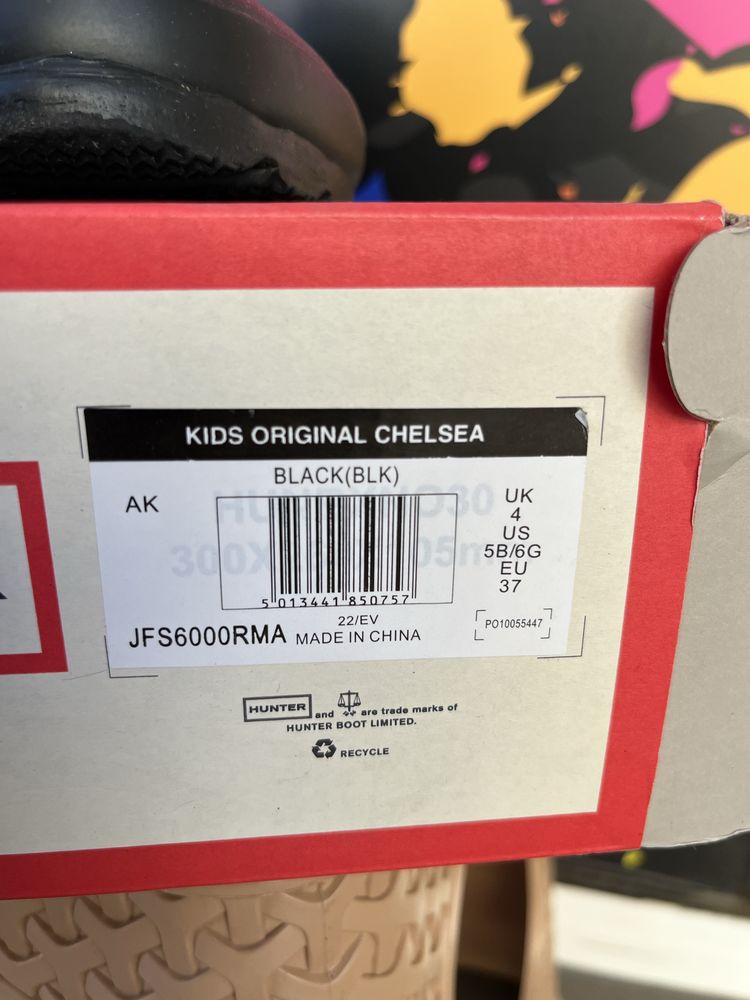 KIDS ORIGINAL CHELSEA
BLACK(BLK)
AK
UK
4
US
5B/6G
EU
37
5 013441 850757
22/EV
JFS6000RMA MADE IN CHINA
PO10055447
HUNTER and are trade marks of
HUNTER BOOT LIMITED.
RECYCLE